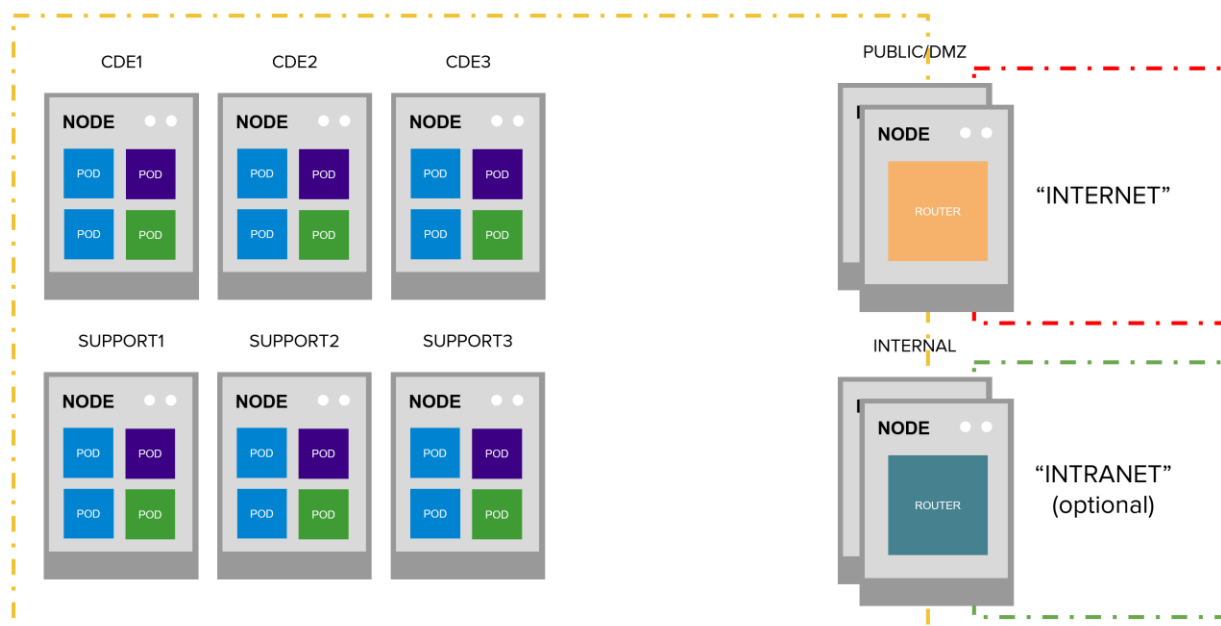 CDE1
CDE2
CDE3
PUBLIC/DMZ
NODE
NODE
NODE
NODE
POD
POD
POD
POD
POD
POD
ROUTER
“INTERNET”
POD
POD
POD
POD
POD
POD
SUPPORT1
SUPPORT2
SUPPORT3
INTERNAL
NODE
NODE
NODE
NODE
POD
POD
POD
POD
POD
POD
“INTRANET”
(optional)
ROUTER
POD
POD
POD
POD
POD
POD